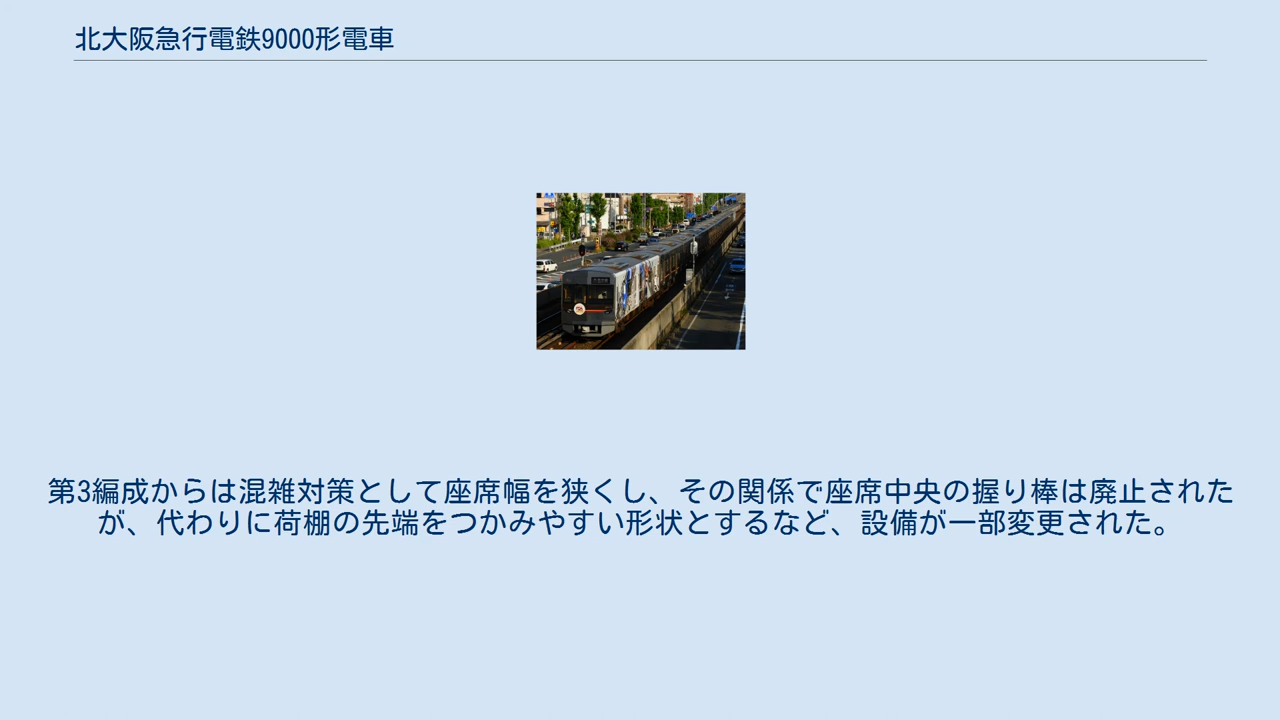 北大阪急行電鉄9000形電車
第3編成からは混雑対策として座席幅を狭くし、その関係で座席中央の握り棒は廃止された
が、代わりに荷棚の先端をつかみやすい形状とするなど、設備が一部変更された。